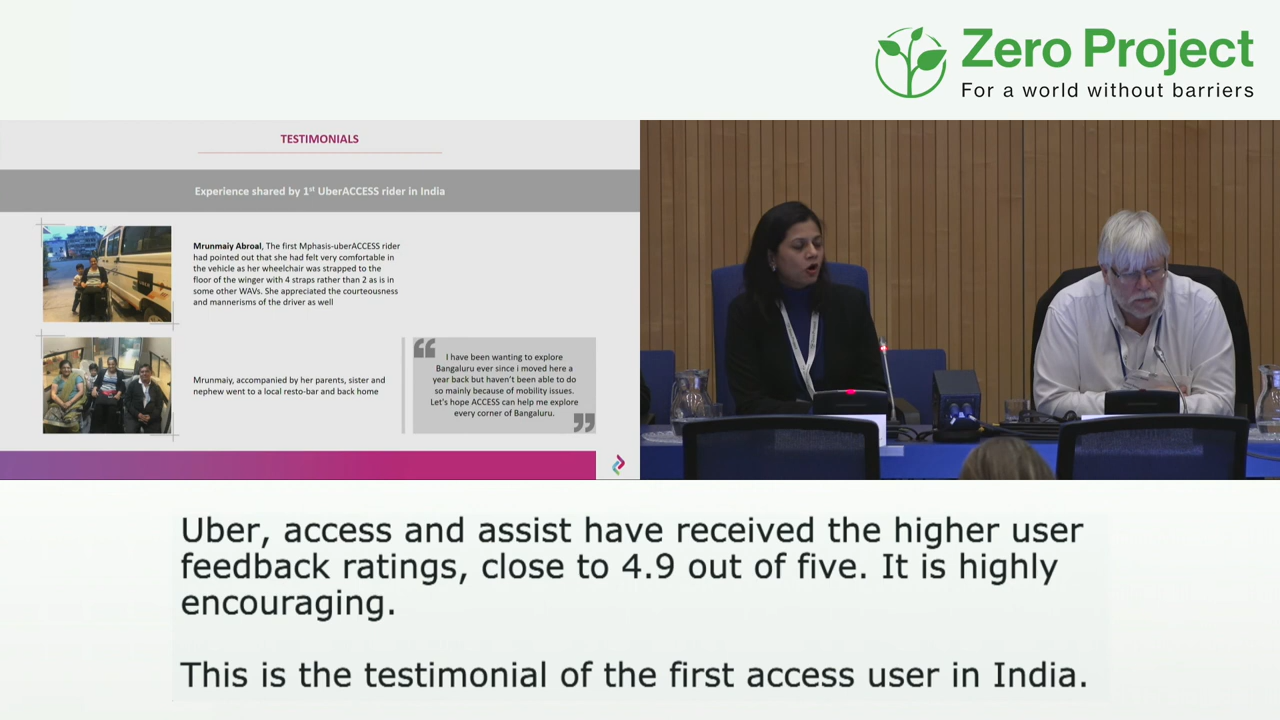 Zero Project
For a world without barriers
TESTIMONIALS
Experience shared by 1st UberACCESS rider in India
Mrunmaiy Abroal, The first Mphasis-uberACCESS rider
had pointed out that she had felt very comfortable in
the vehicle as her wheelchair was strapped to the
floor of the winger with 4 straps rather than 2 as is in
some other WAVs. She appreciated the courteousness
and mannerisms of the driver as well
Mrunmaiy, accompanied by her parents, sister and
nephew went to a local resto-bar and back home
“ I have been wanting to explore
Bangaluru ever since i moved here a
year back but haven't been able to do
so mainly because of mobility issues.
Let's hope ACCESS can help me explore
every corner of Bangaluru. ”
Uber, access and assist have received the higher user
feedback ratings, close to 4.9 out of five. It is highly
encouraging.
This is the testimonial of the first access user in India.